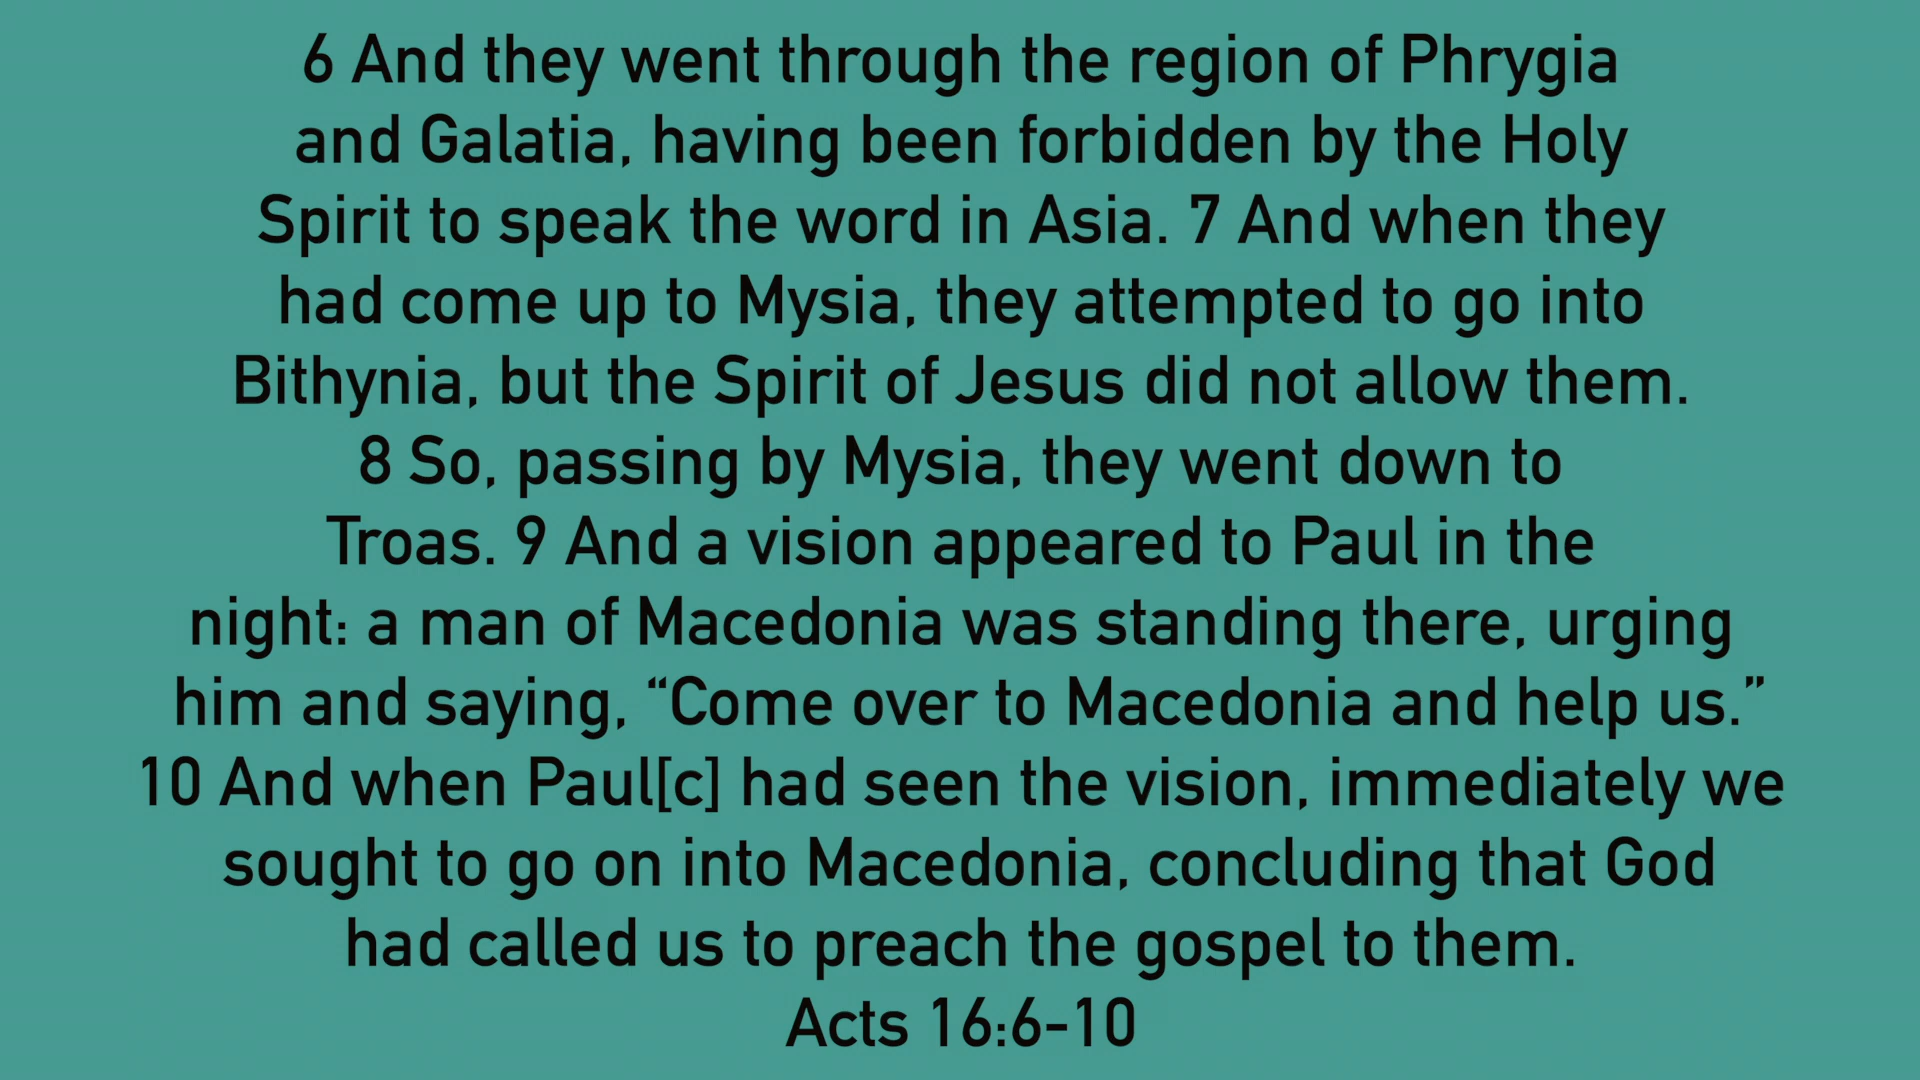 6 And they went through the region of Phrygia
and Galatia, having been forbidden by the Holy
Spirit to speak the word in Asia. 7 And when they
had come up to Mysia, they attempted to go into
Bithynia, but the Spirit of Jesus did not allow them.
8 So, passing by Mysia, they went down to
Troas. 9 And a vision appeared to Paul in the
night: a man of Macedonia was standing there, urging
him and saying, “Come over to Macedonia and help us.”
10 And when Paul[c] had seen the vision, immediately we
sought to go on into Macedonia, concluding that God
had called us to preach the gospel to them.
Acts 16:6-10